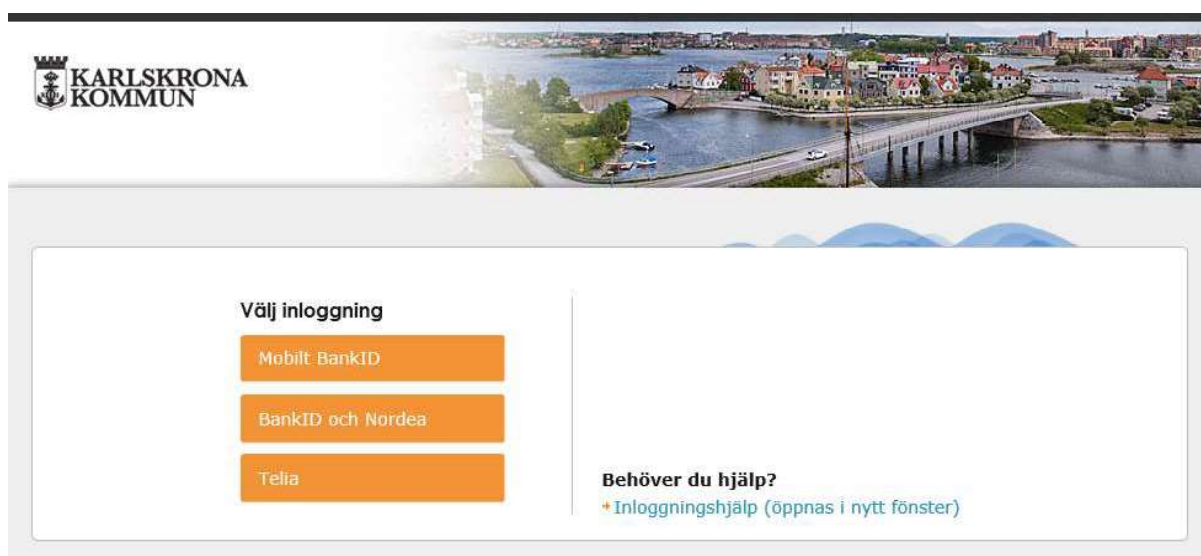 KARLSKRONA
KOMMUN
Välj inloggning
Mobilt BankID
BankID och Nordea
Telia
Behöver du hjälp?
Inloggningshjälp (öppnas i nytt fönster)